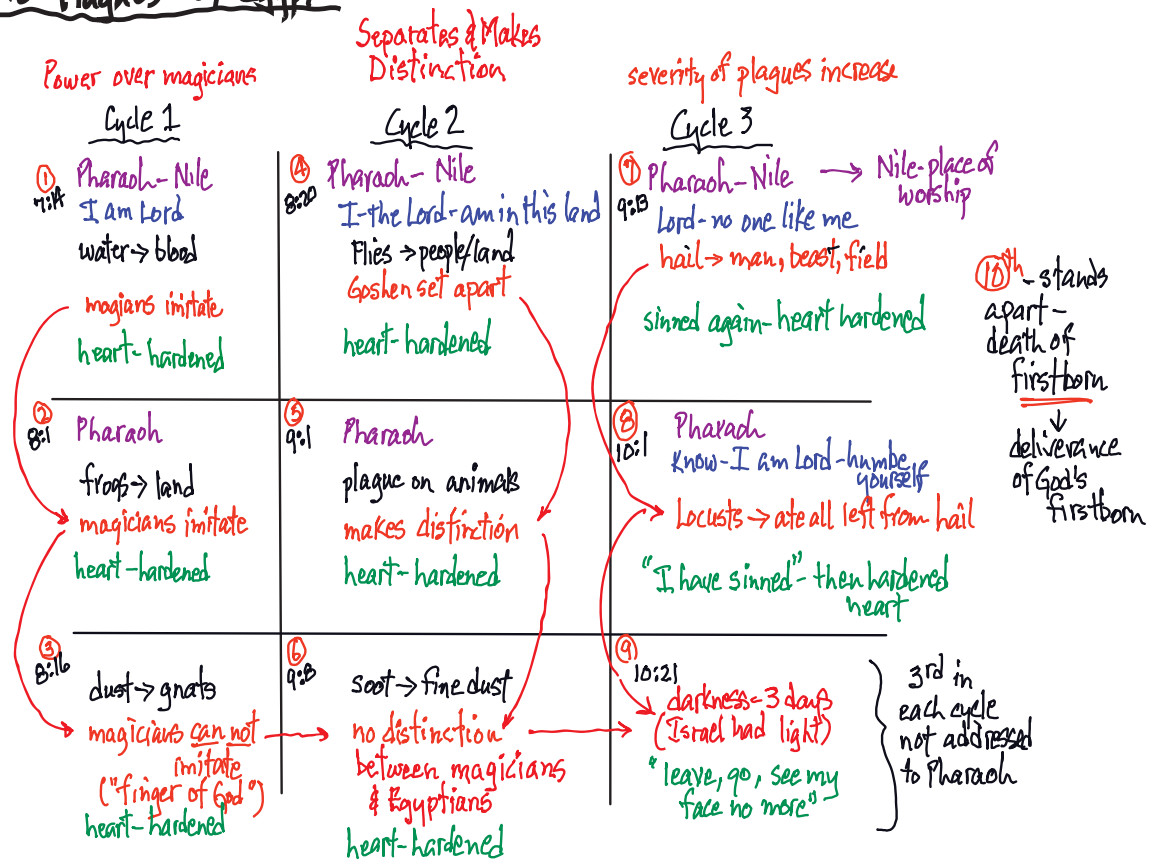 Plagues of Egypt
Power over magicians
Cycle 1
Separates & Makes
Distinction
Cycle 2
severity of plagues increase
Cycle 3
① 7:14
Pharaoh - Nile
I am Lord
water → blood
magians imitate
heart - hardened
④ 8:20
Pharaoh - Nile
I - the Lord - am in this land
Flies → people/land
Goshen set apart
heart - hardened
⑦ 9:13
Pharaoh - Nile → Nile - place of
worship
Lord - no one like me
hail → man, beast, field
sinned again - heart hardened
② 8:1
Pharaoh
frogs → land
magicians imitate
heart - hardened
⑤ 9:1
Pharaoh
plague on animals
makes distinction
heart - hardened
⑧ 10:1
Pharaoh
Know - I am Lord - humbe
yourself
Locusts → ate all left from hail
"I have sinned" - then hardened
heart
③ 8:16
dust → gnats
magicians can not
imitate
("finger of God")
heart - hardened
⑥ 9:8
soot → fine dust
no distinction
between magicians
& Egyptians
heart - hardened
⑨ 10:21
darkness = 3 days
(Israel had light)
"leave, go, see my
face no more"
3rd in
each cycle
not addressed
to Pharaoh
10th - stands
apart -
death of
firstborn
↓
deliverance
of God's
firstborn